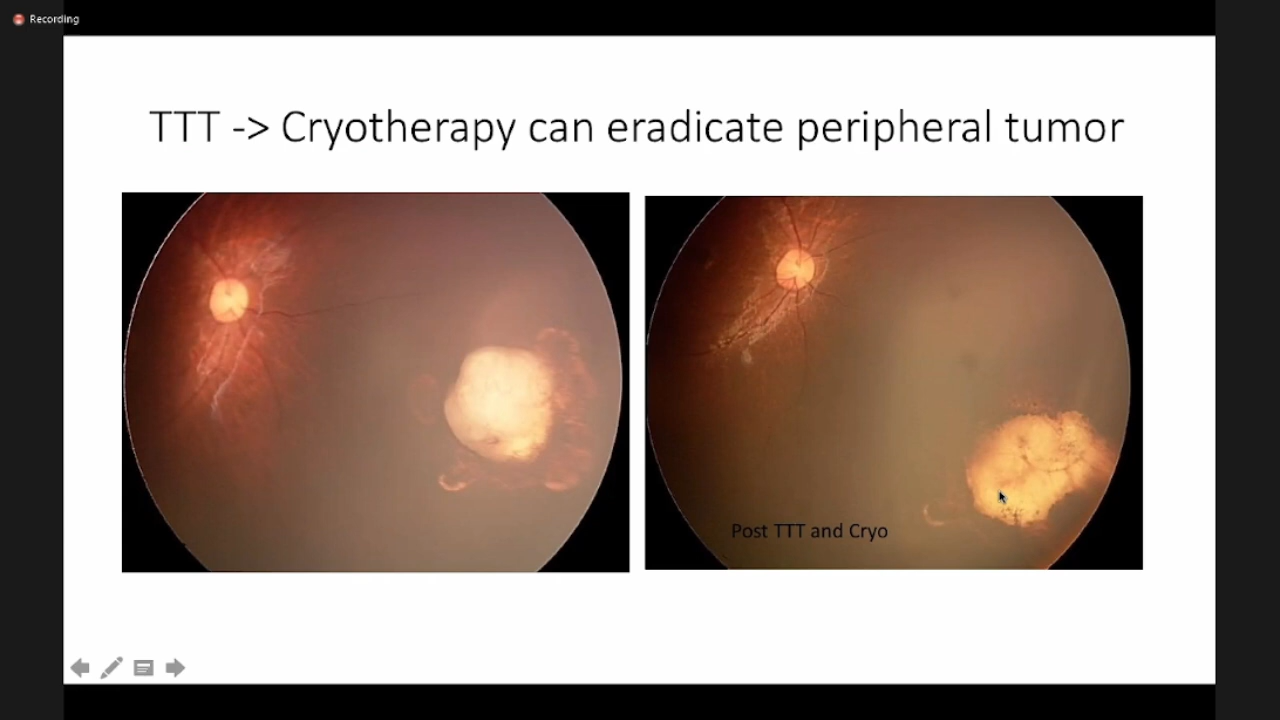 Recording
TTT -> Cryotherapy can eradicate peripheral tumor
Post TTT and Cryo